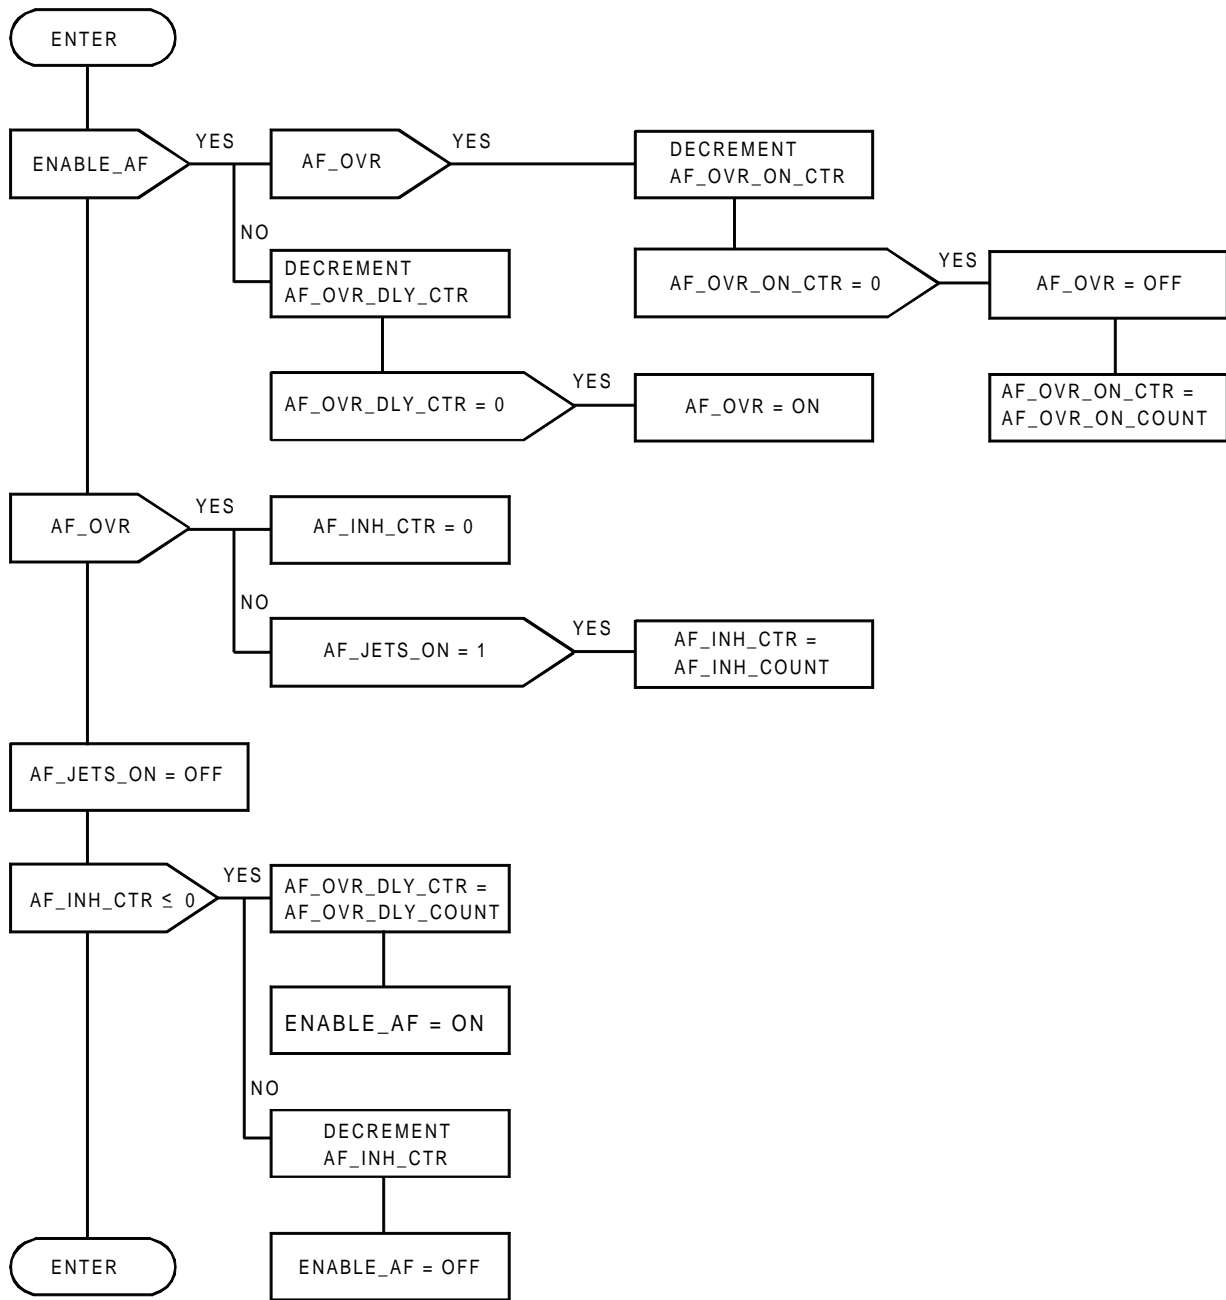 ENTER
ENABLE_AF
YES
AF_OVR
YES
DECREMENT
AF_OVR_ON_CTR
NO
DECREMENT
AF_OVR_DLY_CTR
AF_OVR_ON_CTR = 0
YES
AF_OVR = OFF
AF_OVR_DLY_CTR = 0
YES
AF_OVR = ON
AF_OVR_ON_CTR =
AF_OVR_ON_COUNT
AF_OVR
YES
AF_INH_CTR = 0
NO
AF_JETS_ON = 1
YES
AF_INH_CTR =
AF_INH_COUNT
AF_JETS_ON = OFF
AF_INH_CTR ≤ 0
YES
AF_OVR_DLY_CTR =
AF_OVR_DLY_COUNT
ENABLE_AF = ON
NO
DECREMENT
AF_INH_CTR
ENABLE_AF = OFF
ENTER